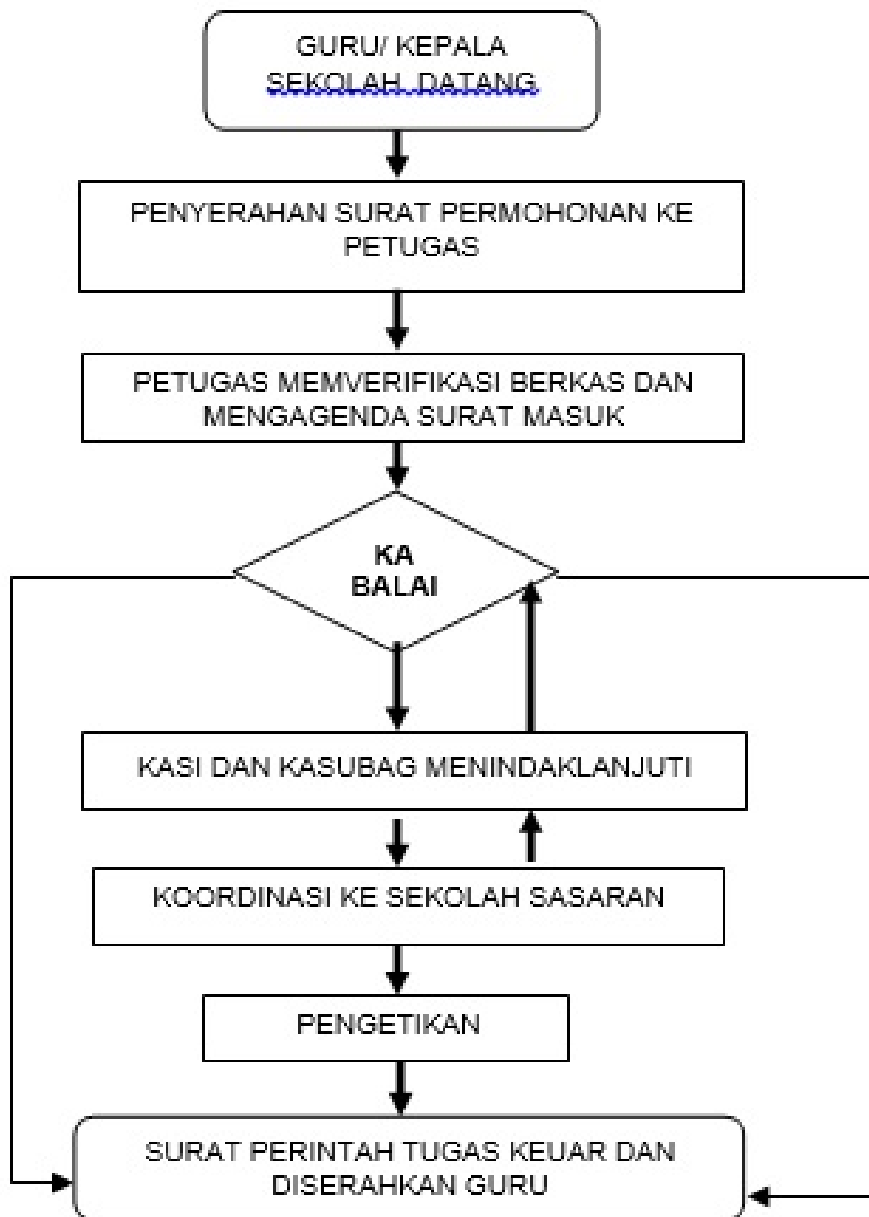 GURU/ KEPALA
SEKOLAH DATANG
PENYERAHAN SURAT PERMOHONAN KE
PETUGAS
PETUGAS MEMVERIFIKASI BERKAS DAN
MENGAGENDA SURAT MASUK
KA
BALAI
KASI DAN KASUBAG MENINDAKLANJUTI
KOORDINASI KE SEKOLAH SASARAN
PENGETIKAN
SURAT PERINTAH TUGAS KEUAR DAN
DISERAHKAN GURU